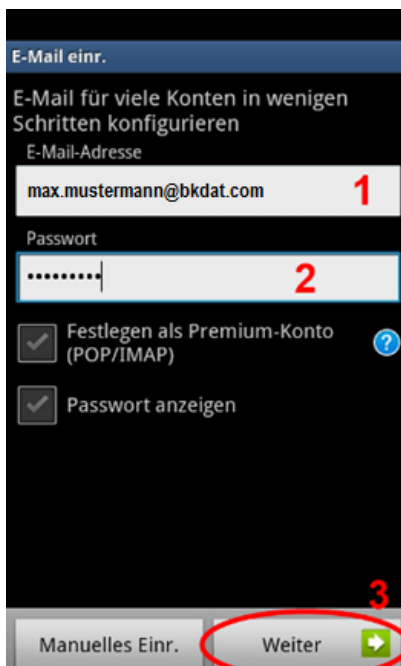 E-Mail einr.
E-Mail für viele Konten in wenigen
Schritten konfigurieren
E-Mail-Adresse
max.mustermann@bkdat.com 1
Passwort
••••••••• 2
Festlegen als Premium-Konto
(POP/IMAP) ?
Passwort anzeigen
3
Manuelles Einr. Weiter